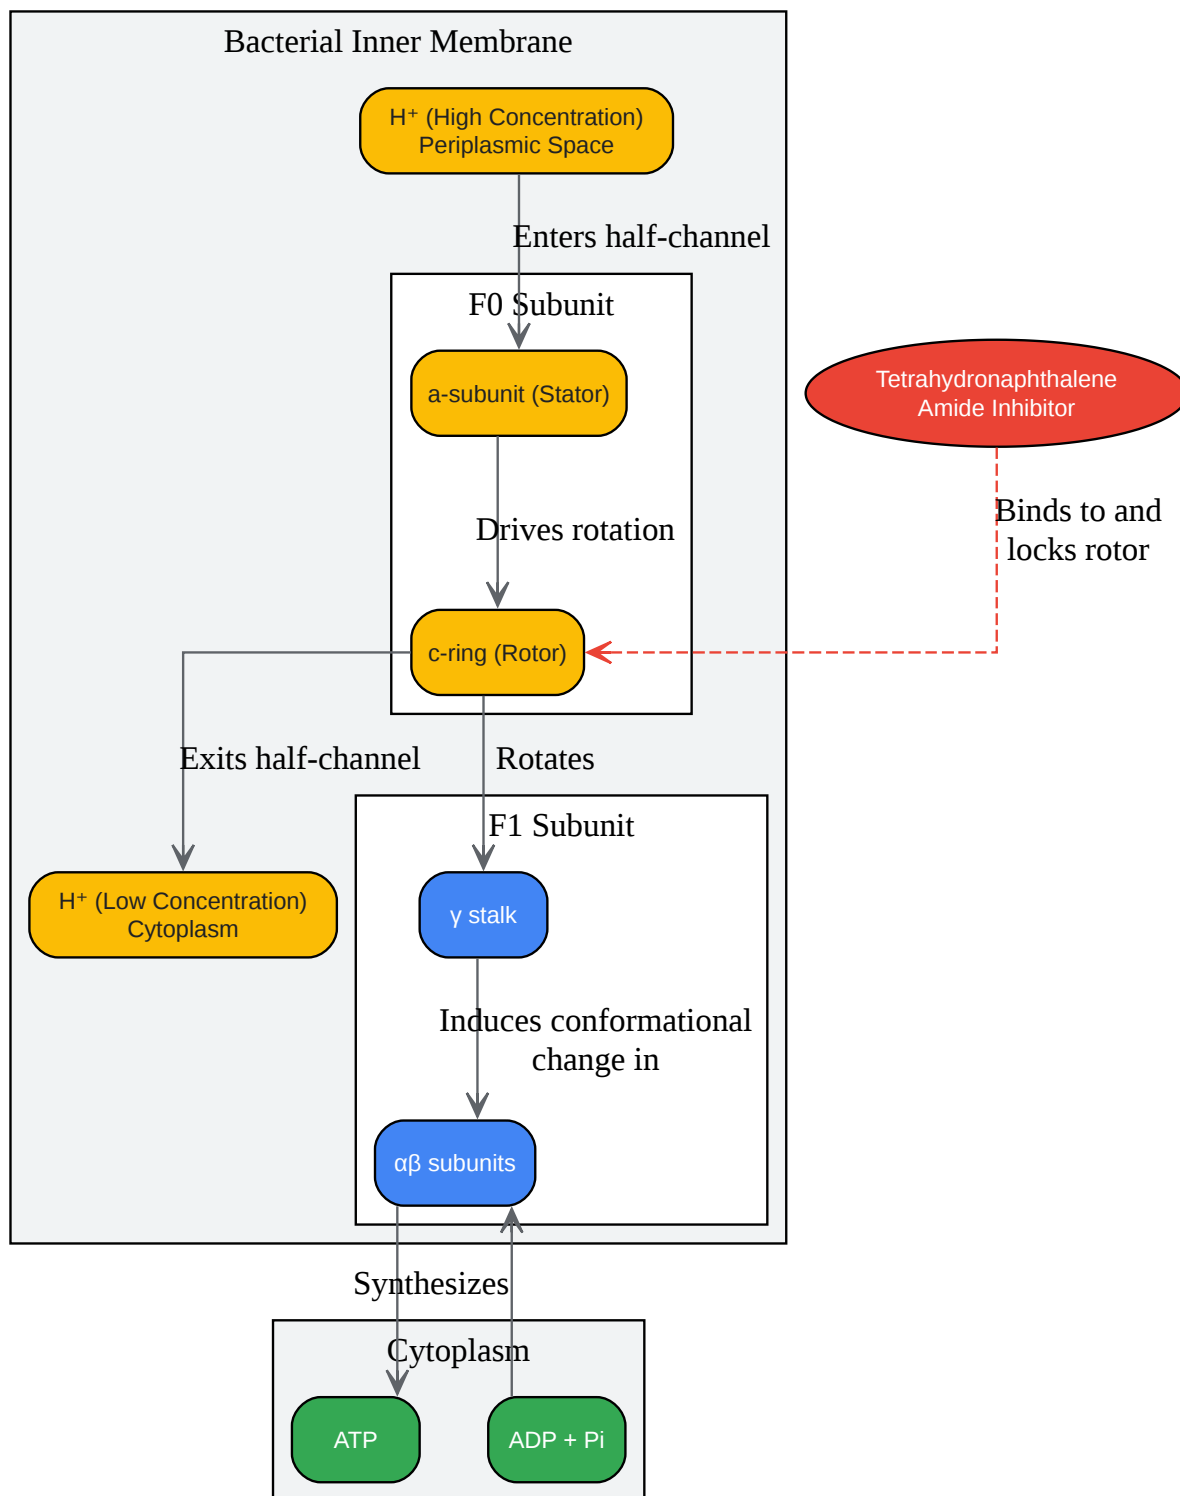 Bacterial Inner Membrane
H⁺ (High Concentration)
Periplasmic Space
Enters half-channel
F0 Subunit
a-subunit (Stator)
Tetrahydronaphthalene
Amide Inhibitor
Drives rotation
Binds to and
locks rotor
c-ring (Rotor)
Exits half-channel
Rotates
F1 Subunit
H⁺ (Low Concentration)
Cytoplasm
γ stalk
Induces conformational
change in
αβ subunits
Synthesizes
Cytoplasm
ATP
ADP + Pi